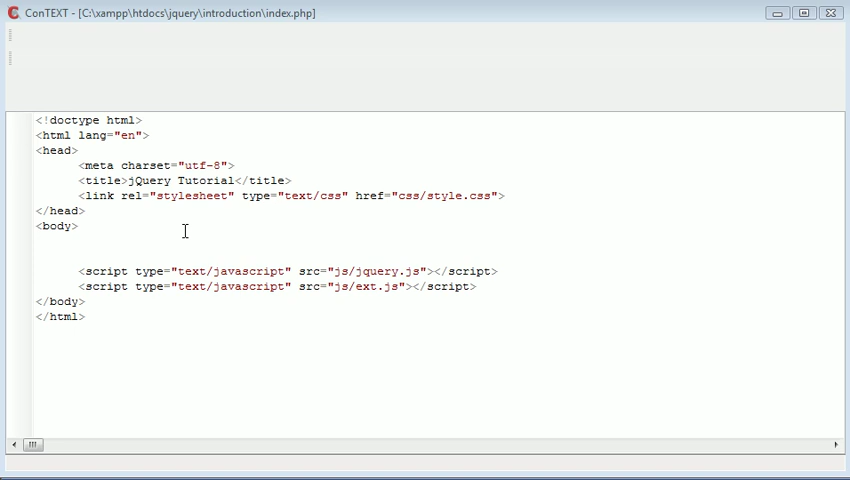 ConTEXT - [C:\xampp\htdocs\jquery\introduction\index.php]
<!doctype html>
<html lang="en">
<head>
<meta charset="utf-8">
<title>jQuery Tutorial</title>
<link rel="stylesheet" type="text/css" href="css/style.css">
</head>
<body>
<script type="text/javascript" src="js/jquery.js"></script>
<script type="text/javascript" src="js/ext.js"></script>
</body>
</html>